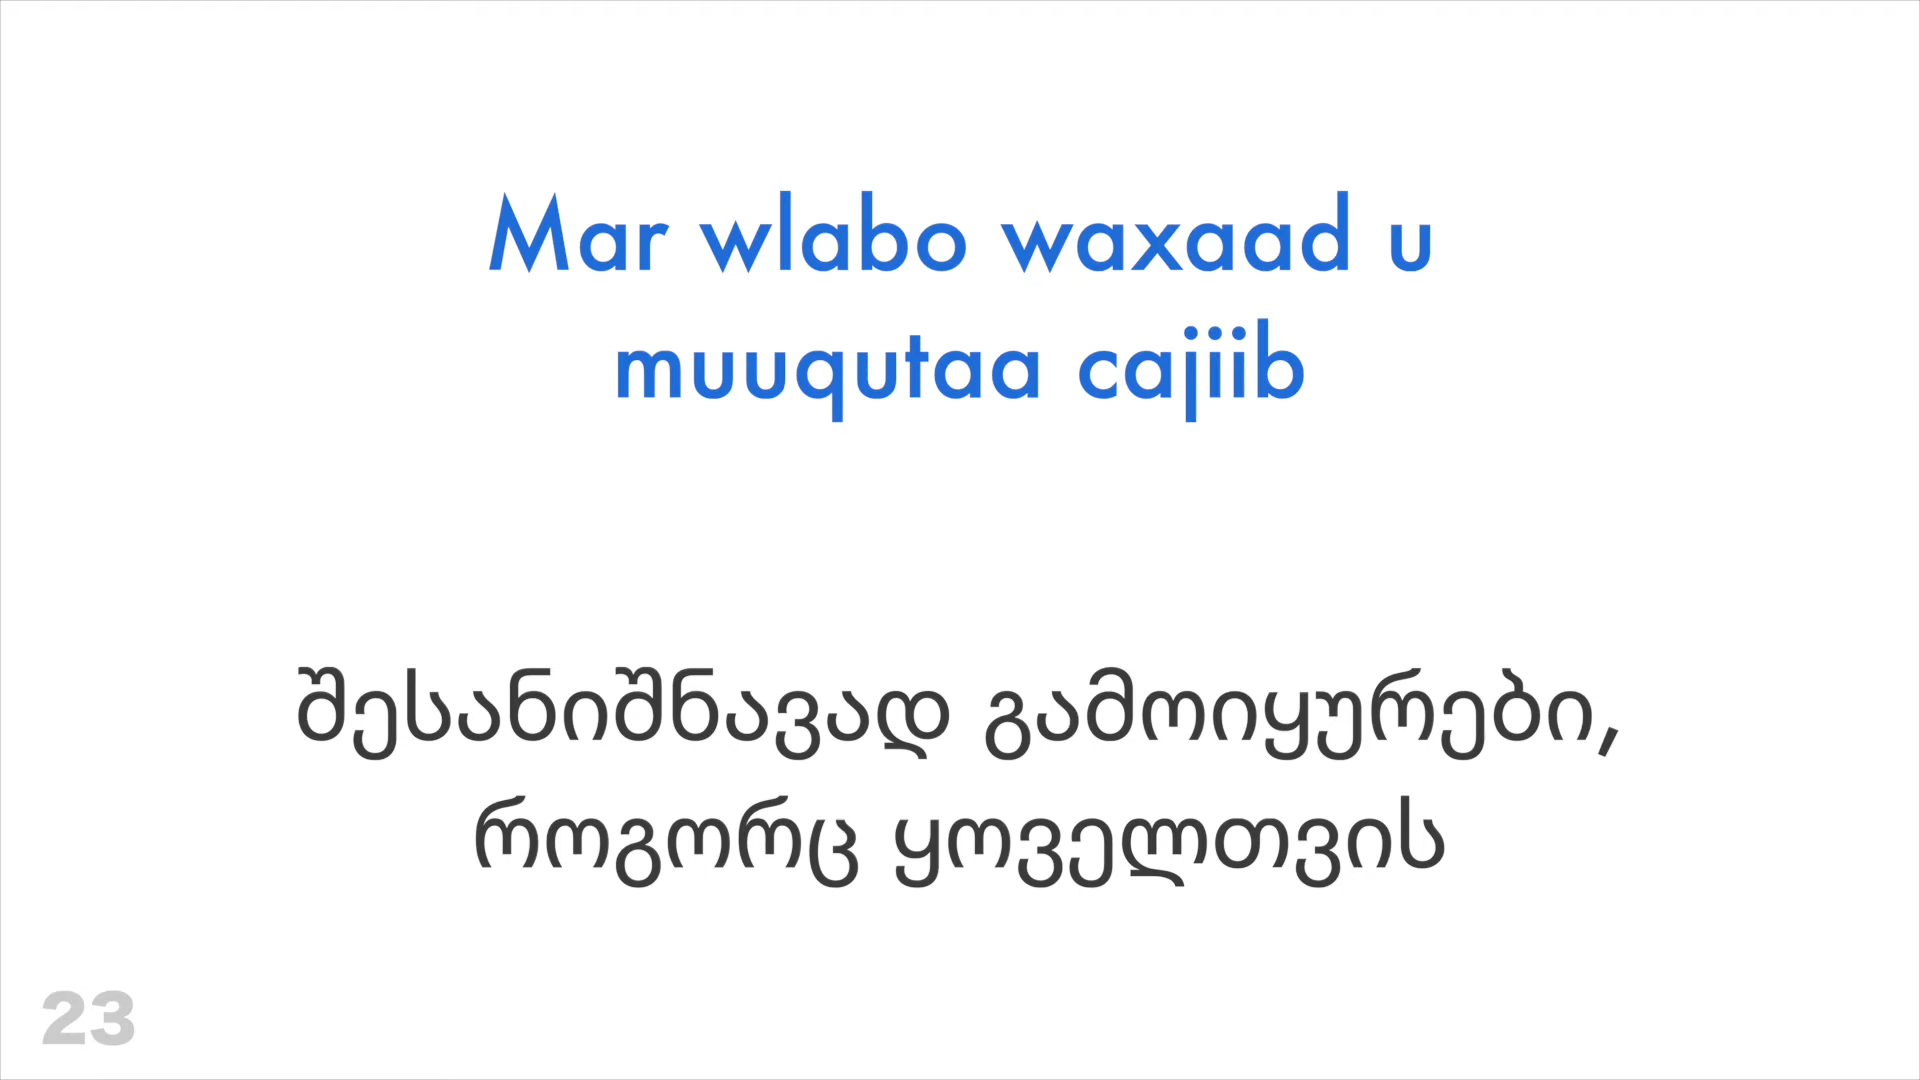 Mar wlabo waxaad u
muuqutaa cajiib
შესანიშნავად გამოიყურები,
როგორც ყოველთვის
23